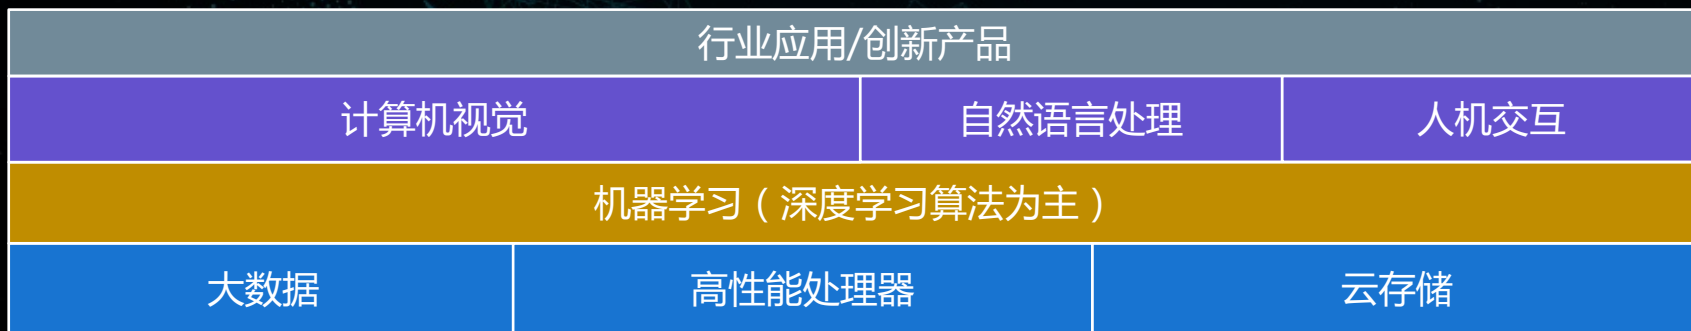 行业应用/创新产品
计算机视觉 自然语言处理 人机交互
机器学习（深度学习算法为主）
大数据 高性能处理器 云存储